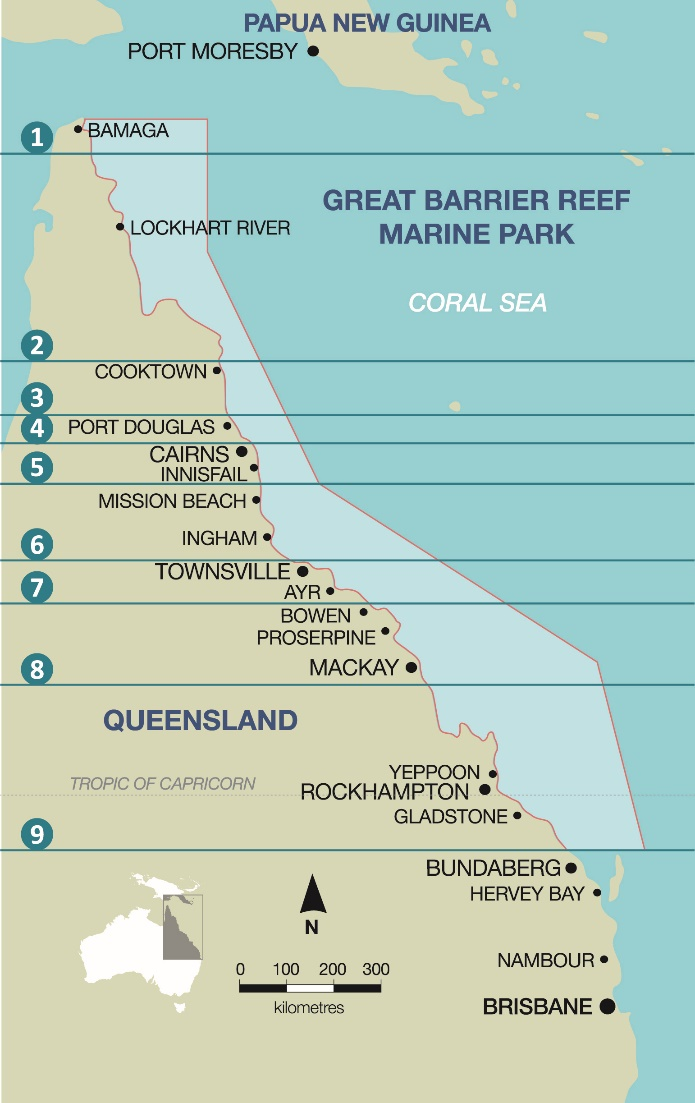 PAPUA NEW GUINEA
PORT MORESBY
1
BAMAGA
GREAT BARRIER REEF
MARINE PARK
LOCKHART RIVER
CORAL SEA
2
COOKTOWN
3
4
PORT DOUGLAS
CAIRNS
5
INNISFAIL
MISSION BEACH
INGHAM
6
TOWNSVILLE
7
AYR
BOWEN
PROSERPINE
MACKAY
8
QUEENSLAND
YEPPOON
TROPIC OF CAPRICORN
ROCKHAMPTON
GLADSTONE
9
BUNDABERG
HERVEY BAY
N
NAMBOUR
0 100 200 300
kilometres
BRISBANE